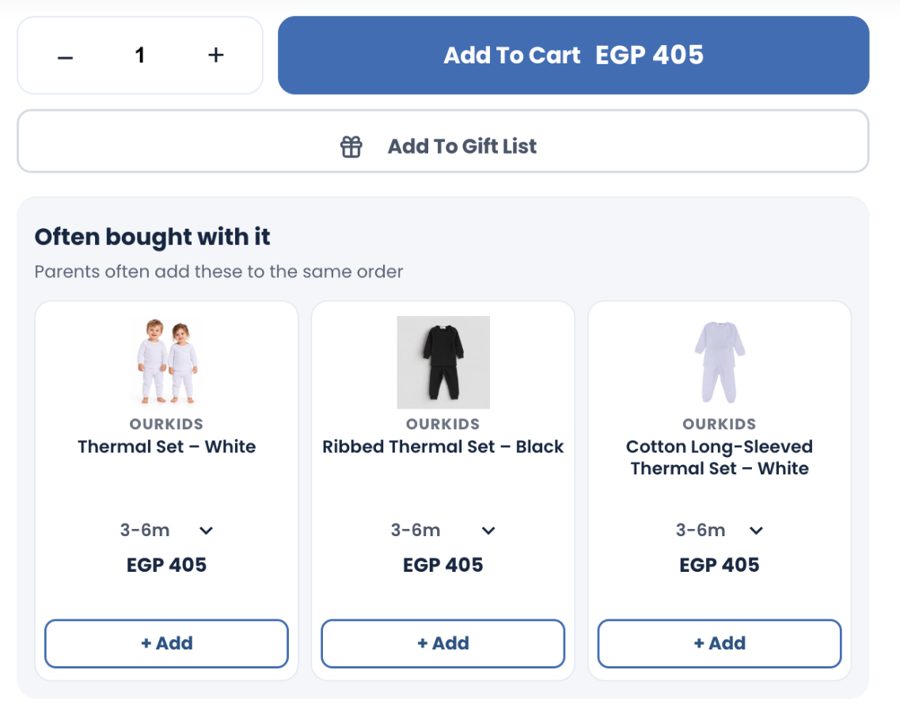 – 1 +
Add To Cart EGP 405
Add To Gift List
Often bought with it
Parents often add these to the same order
OURKIDS
Thermal Set – White
3-6m
EGP 405
+ Add
OURKIDS
Ribbed Thermal Set – Black
3-6m
EGP 405
+ Add
OURKIDS
Cotton Long-Sleeved
Thermal Set – White
3-6m
EGP 405
+ Add